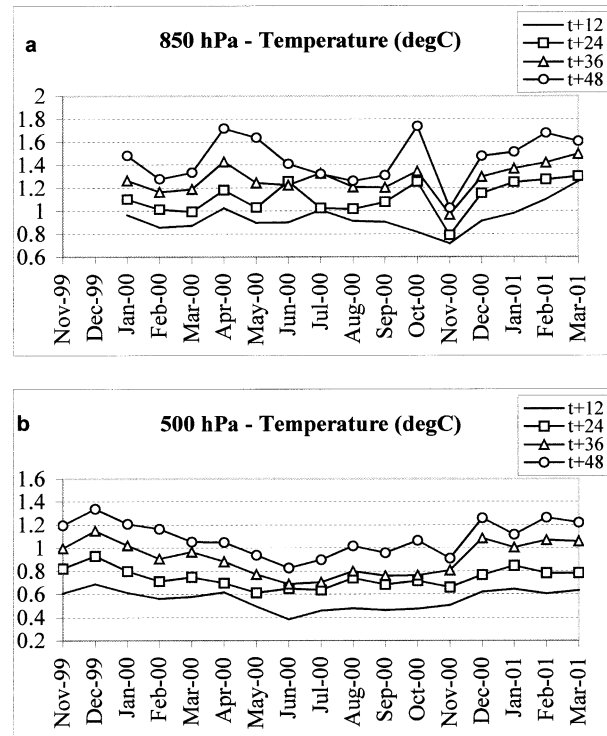 a
850 hPa - Temperature (degC)
t+12
t+24
t+36
t+48
2
1.8
1.6
1.4
1.2
1
0.8
0.6
Nov-99
Dec-99
Jan-00
Feb-00
Mar-00
Apr-00
May-00
Jun-00
Jul-00
Aug-00
Sep-00
Oct-00
Nov-00
Dec-00
Jan-01
Feb-01
Mar-01
b
500 hPa - Temperature (degC)
t+12
t+24
t+36
t+48
1.6
1.4
1.2
1
0.8
0.6
0.4
0.2
Nov-99
Dec-99
Jan-00
Feb-00
Mar-00
Apr-00
May-00
Jun-00
Jul-00
Aug-00
Sep-00
Oct-00
Nov-00
Dec-00
Jan-01
Feb-01
Mar-01